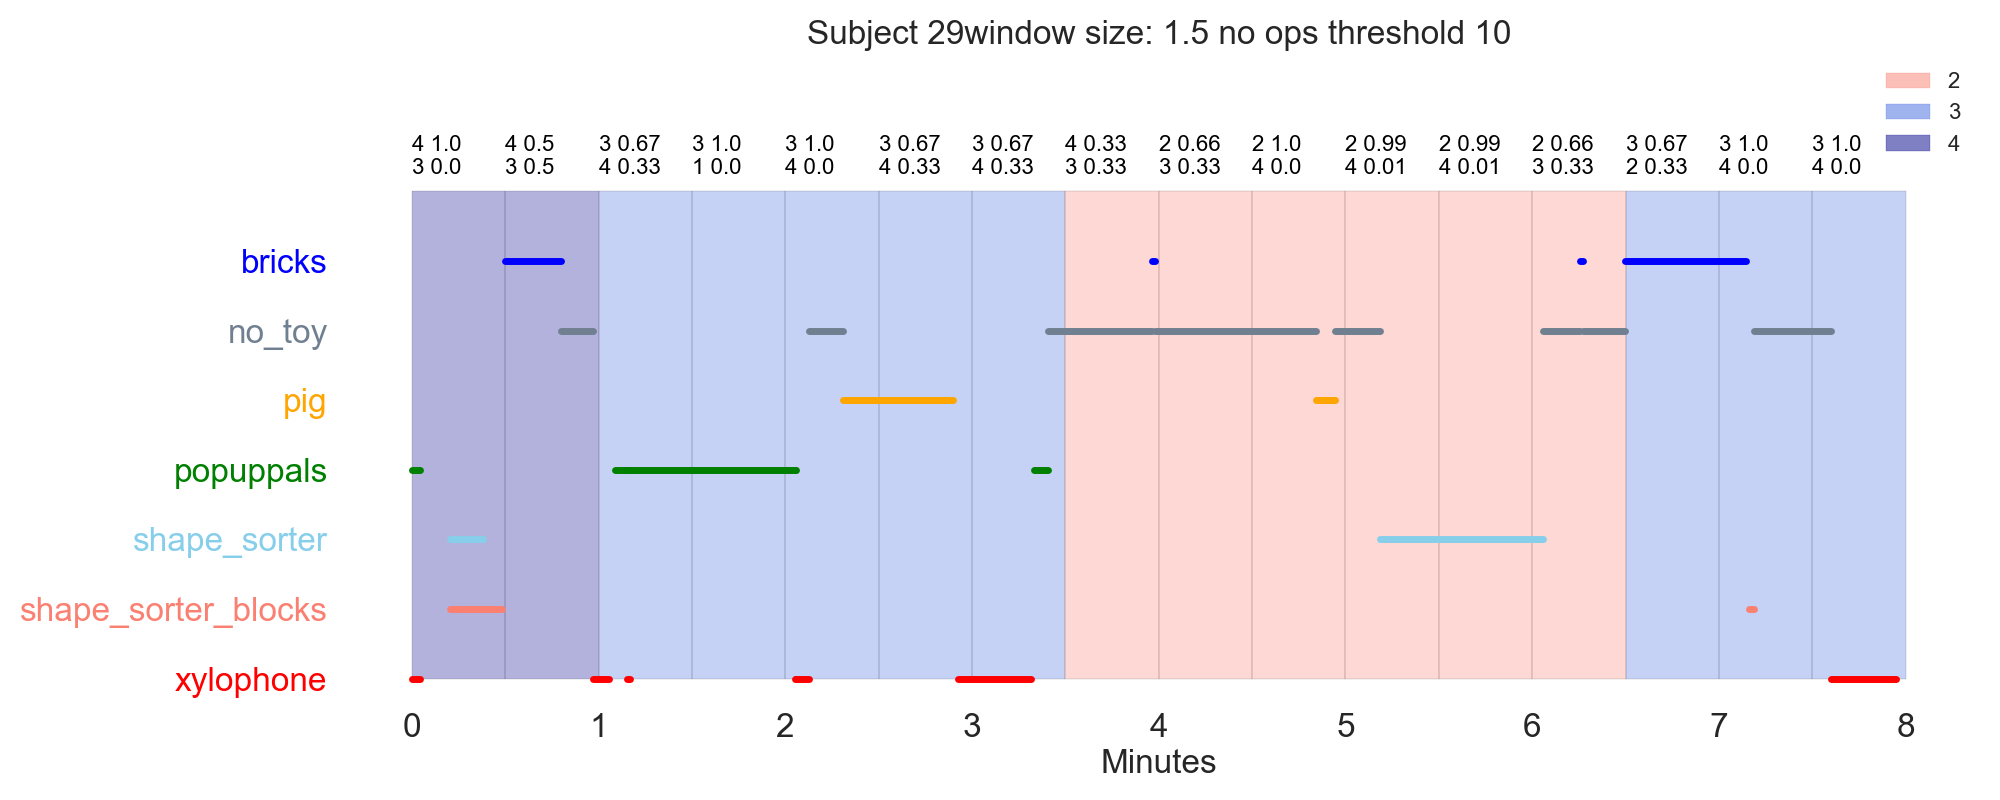 Subject 29window size: 1.5 no ops threshold 10
2
3
4
4 1.0 4 0.5 3 0.67 3 1.0 3 1.0 3 0.67 3 0.67 4 0.33 2 0.66 2 1.0 2 0.99 2 0.99 2 0.66 3 0.67 3 1.0 3 1.0
3 0.0 3 0.5 4 0.33 1 0.0 4 0.0 4 0.33 4 0.33 3 0.33 3 0.33 4 0.0 4 0.01 4 0.01 3 0.33 2 0.33 4 0.0 4 0.0
bricks
no_toy
pig
popuppals
shape_sorter
shape_sorter_blocks
xylophone
0 1 2 3 4 5 6 7 8
Minutes